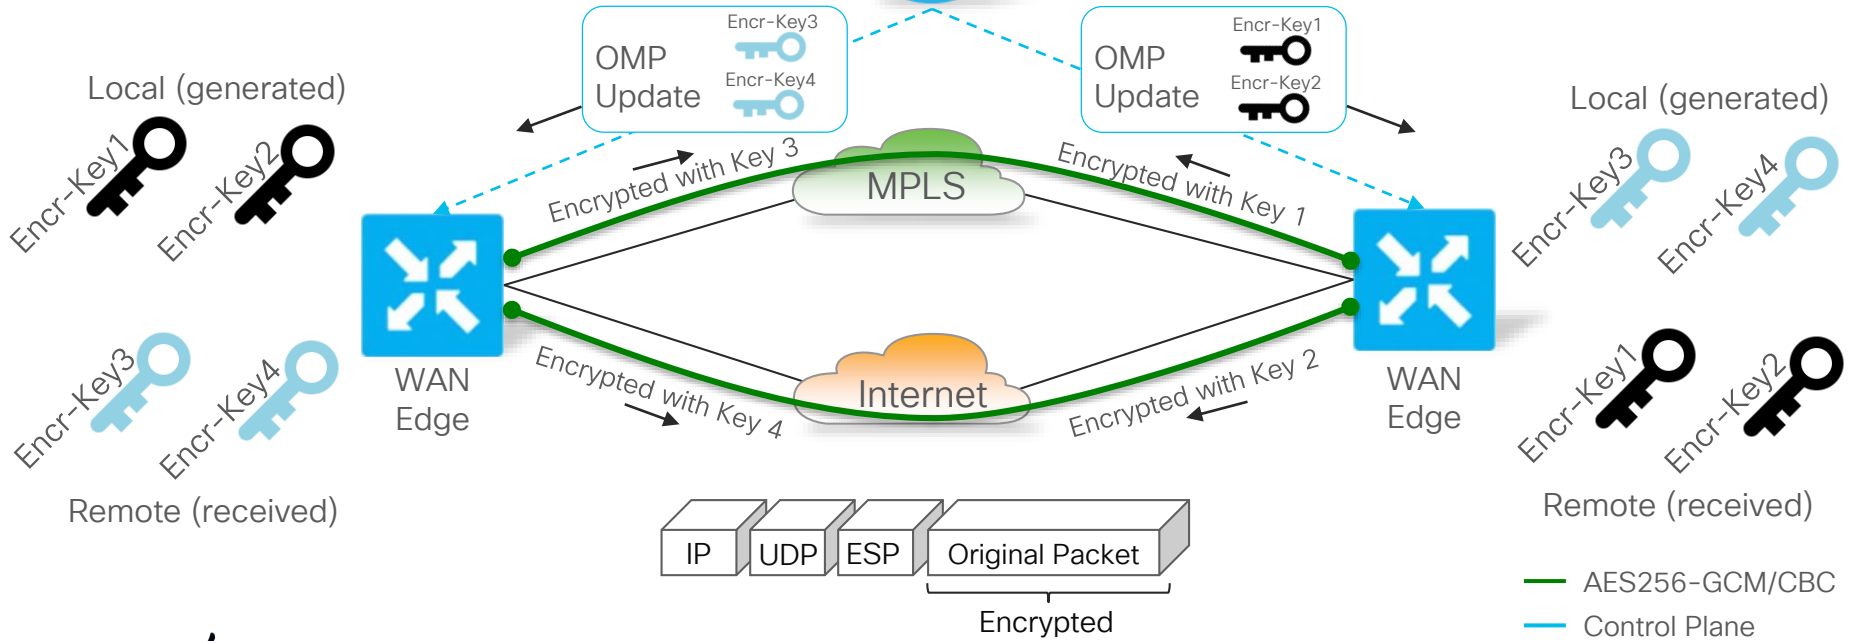 Encr-Key3
OMP
Update
Encr-Key4
Encr-Key1
OMP
Update
Encr-Key2
Local (generated)
Encr-Key1
Encr-Key2
Local (generated)
Encr-Key3
Encr-Key4
Encrypted with Key 3
MPLS
Encrypted with Key 1
Encr-Key3
Encr-Key4
Remote (received)
WAN
Edge
Encrypted with Key 4
Internet
Encrypted with Key 2
WAN
Edge
Encr-Key1
Encr-Key2
Remote (received)
IP
UDP
ESP
Original Packet
Encrypted
AES256-GCM/CBC
Control Plane